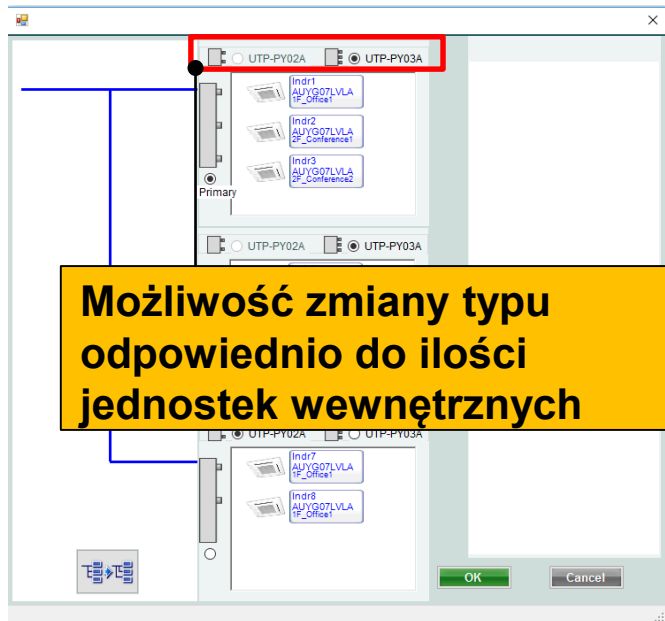 UTP-PY02A UTP-PY03A
Indr1
AUYG07LVLA
1F_Office1
Indr2
AUYG07LVLA
2F_Conference1
Indr3
AUYG07LVLA
2F_Conference2
Primary
UTP-PY02A UTP-PY03A
Możliwość zmiany typu
odpowiednio do ilości
jednostek wewnętrznych
UTP-PY02A UTP-PY03A
Indr7
AUYG07LVLA
1F_Office1
Indr8
AUYG07LVLA
1F_Office1
OK Cancel